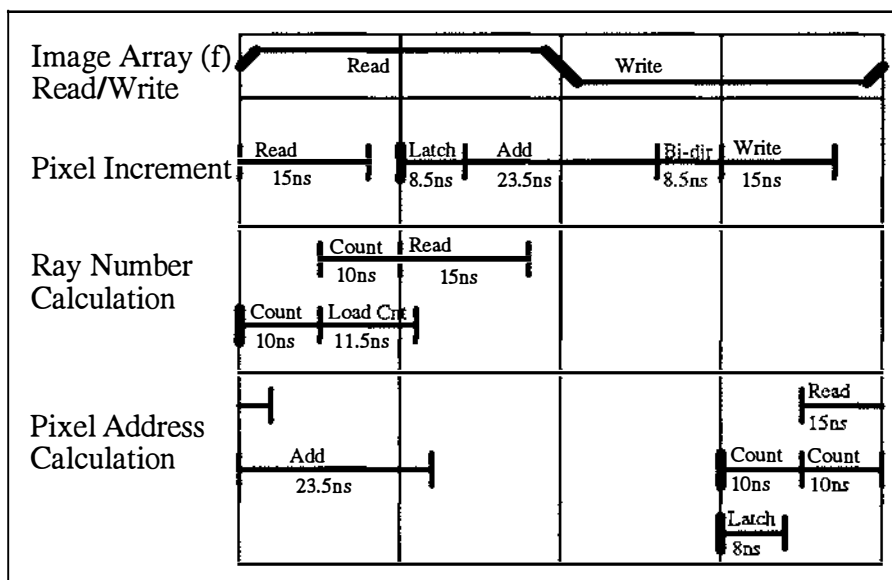 Image Array (f)
Read/Write
Read
Write
Pixel Increment
Read
15ns
Latch
8.5ns
Add
23.5ns
Bi-dir
8.5ns
Write
15ns
Ray Number
Calculation
Count
10ns
Read
15ns
Count
10ns
Load Cnt
11.5ns
Pixel Address
Calculation
Read
15ns
Add
23.5ns
Count
10ns
Count
10ns
Latch
8ns